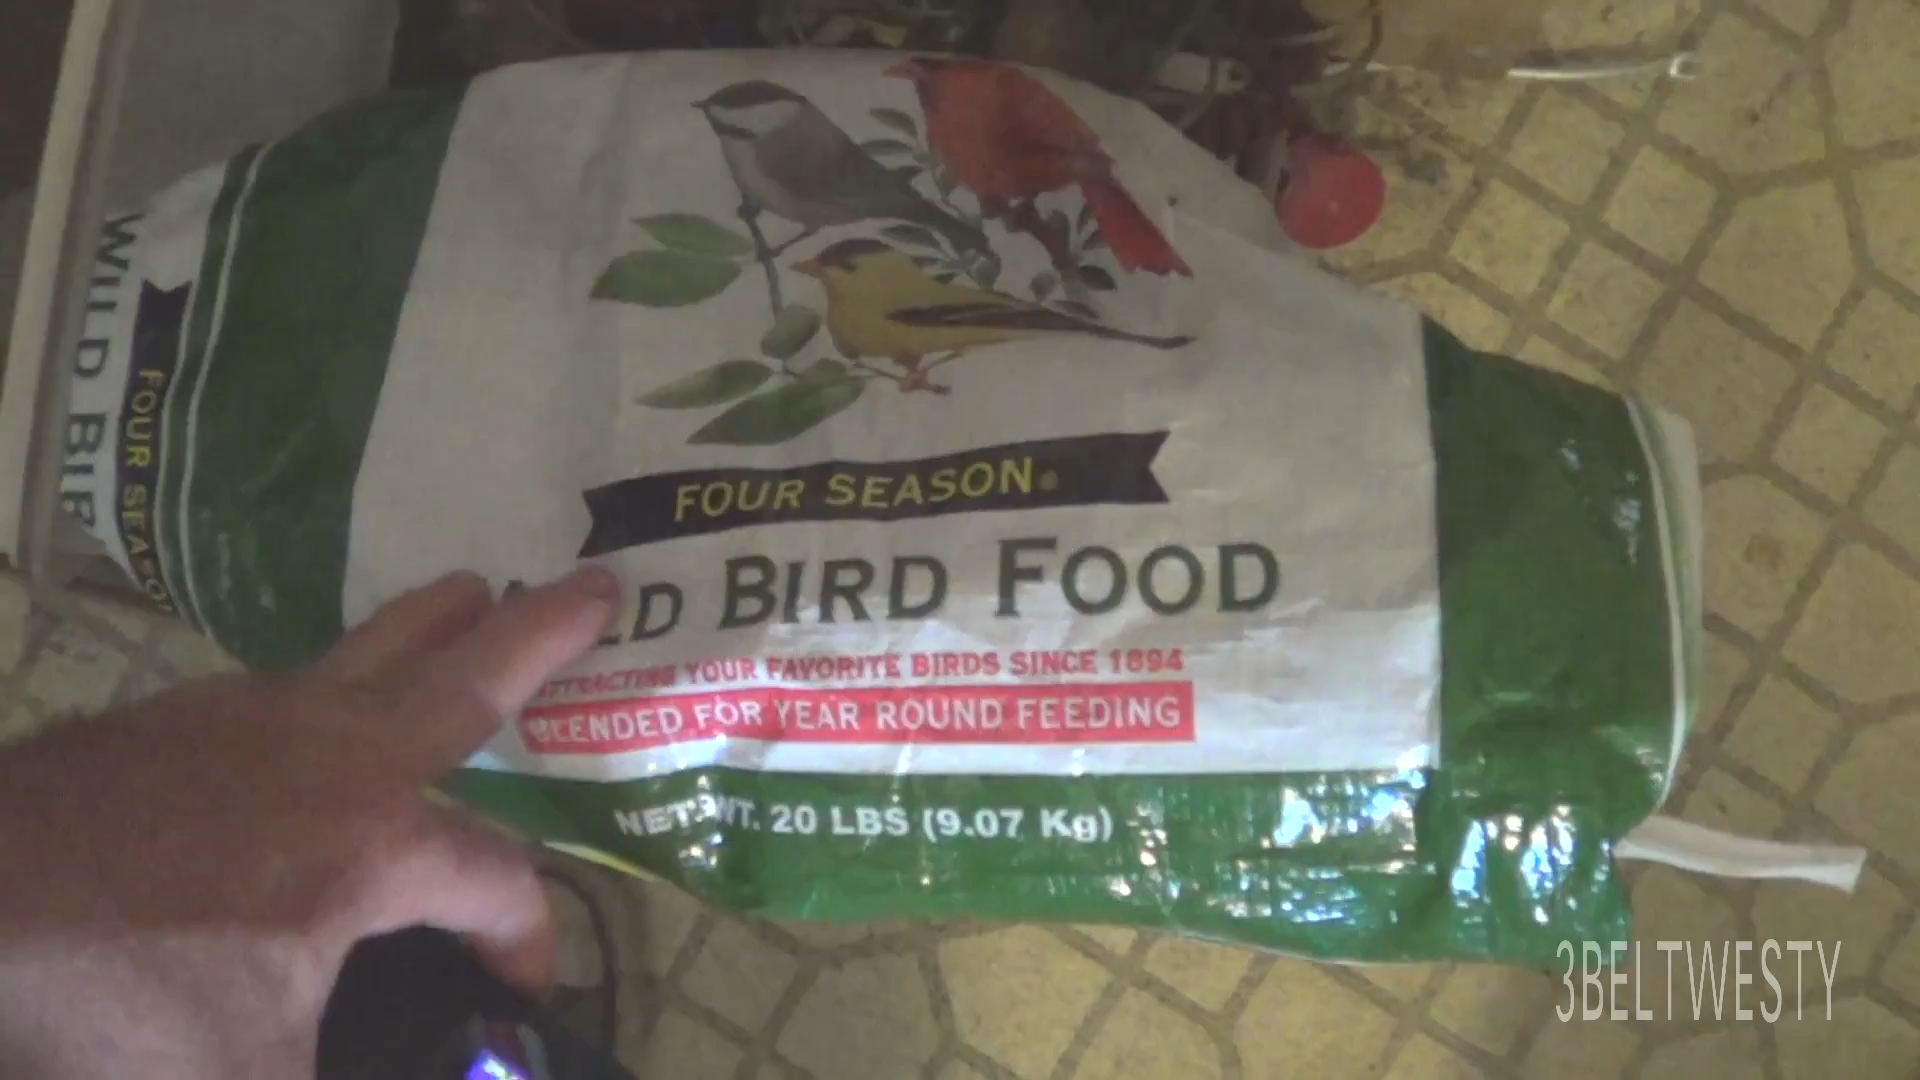 FOUR SEASON®
BIRD FOOD
ATTRACTING YOUR FAVORITE BIRDS SINCE 1894
BLENDED FOR YEAR ROUND FEEDING
NET WT. 20 LBS (9.07 Kg)
WILD BIR
FOUR SEASON
3BELTWESTY